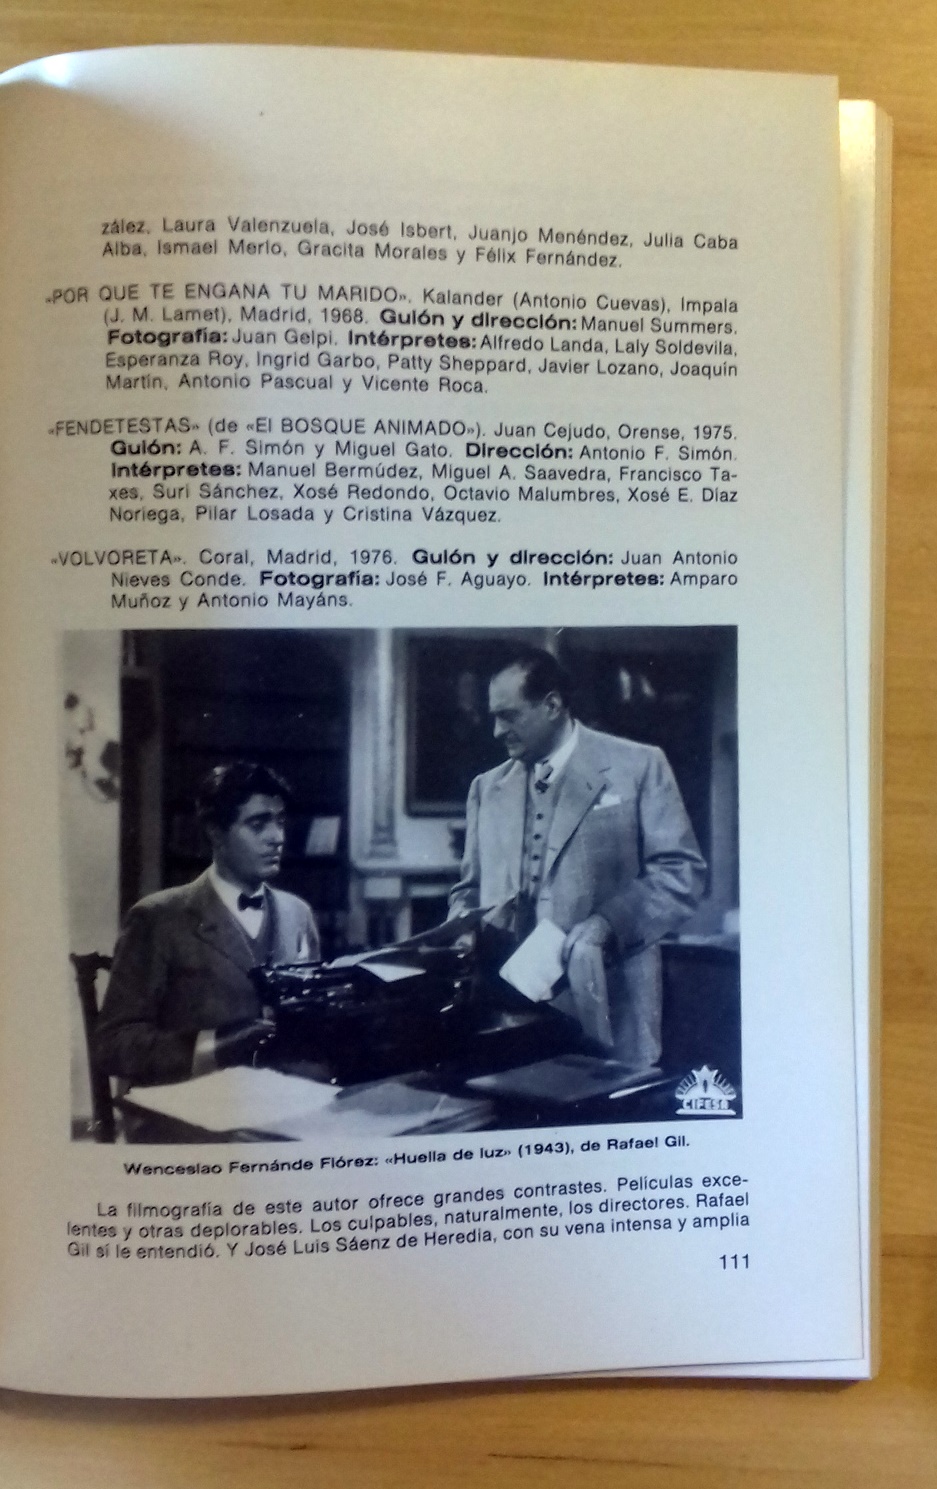 zález, Laura Valenzuela, José Isbert, Juanjo Menéndez, Julia Caba
Alba, Ismael Merlo, Gracita Morales y Félix Fernández.
«POR QUE TE ENGANA TU MARIDO». Kalander (Antonio Cuevas), Impala
(J. M. Lamet), Madrid, 1968. Guión y dirección: Manuel Summers.
Fotografía: Juan Gelpi. Intérpretes: Alfredo Landa, Laly Soldevila,
Esperanza Roy, Ingrid Garbo, Patty Sheppard, Javier Lozano, Joaquín
Martín, Antonio Pascual y Vicente Roca.
«FENDETESTAS» (de «El BOSQUE ANIMADO»). Juan Cejudo, Orense, 1975.
Guión: A. F. Simón y Miguel Gato. Dirección: Antonio F. Simón.
Intérpretes: Manuel Bermúdez, Miguel A. Saavedra, Francisco Ta-
xes, Suri Sánchez, Xosé Redondo, Octavio Malumbres, Xosé E. Díaz
Noriega, Pilar Losada y Cristina Vázquez.
«VOLVORETA». Coral, Madrid, 1976. Guión y dirección: Juan Antonio
Nieves Conde. Fotografía: José F. Aguayo. Intérpretes: Amparo
Muñoz y Antonio Mayáns.
CIFESA
Wenceslao Fernánde Flórez: «Huella de luz» (1943), de Rafael Gil.
La filmografía de este autor ofrece grandes contrastes. Películas exce-
lentes y otras deplorables. Los culpables, naturalmente, los directores. Rafael
Gil sí le entendió. Y José Luis Sáenz de Heredia, con su vena intensa y amplia
111